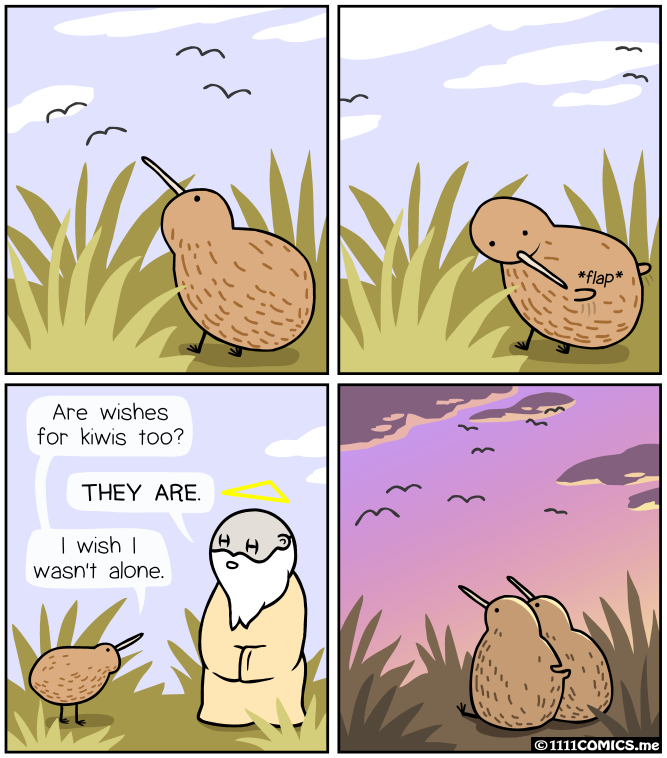 *flap*
Are wishes
for kiwis too?
THEY ARE.
I wish I
wasn't alone.
©1111COMICS.me